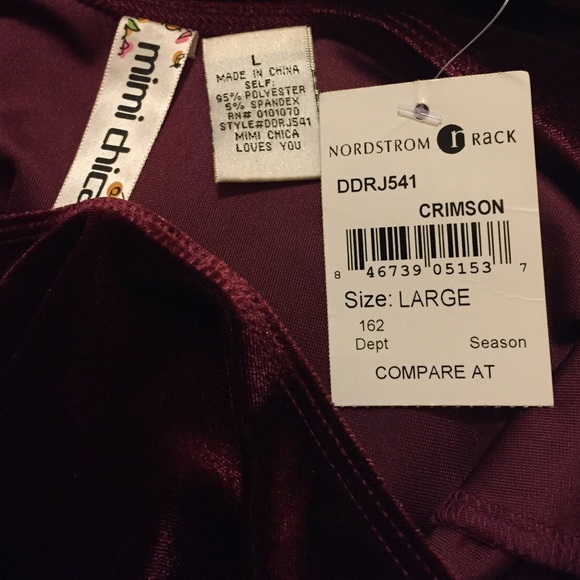 mimi chica
L
MADE IN CHINA
SELF:
95% POLYESTER
5% SPANDEX
RN# 0101070
STYLE#DDRJ541
MIMI CHICA
LOVES YOU
NORDSTROM r RACK
DDRJ541
CRIMSON
8 46739 05153 7
Size: LARGE
162
Dept Season
COMPARE AT